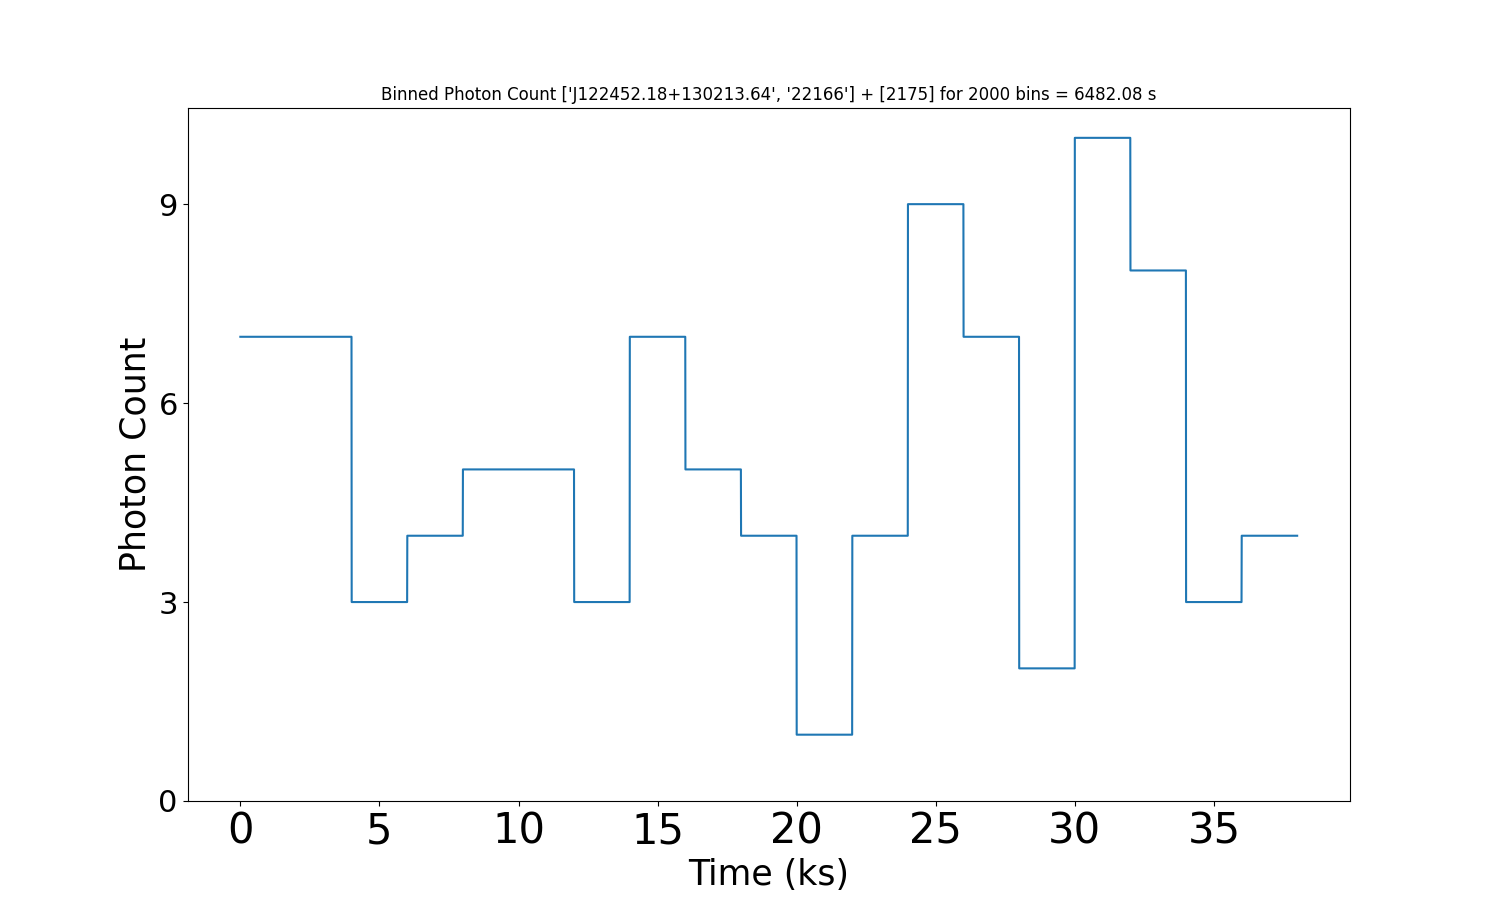 Binned Photon Count ['J122452.18+130213.64', '22166'] + [2175] for 2000 bins = 6482.08 s
9
6
3
0
Photon Count
0 5 10 15 20 25 30 35
Time (ks)